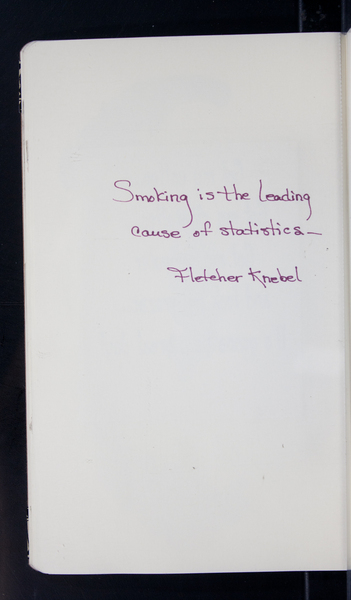 Smoking is the leading
cause of statistics—
Fletcher Knebel